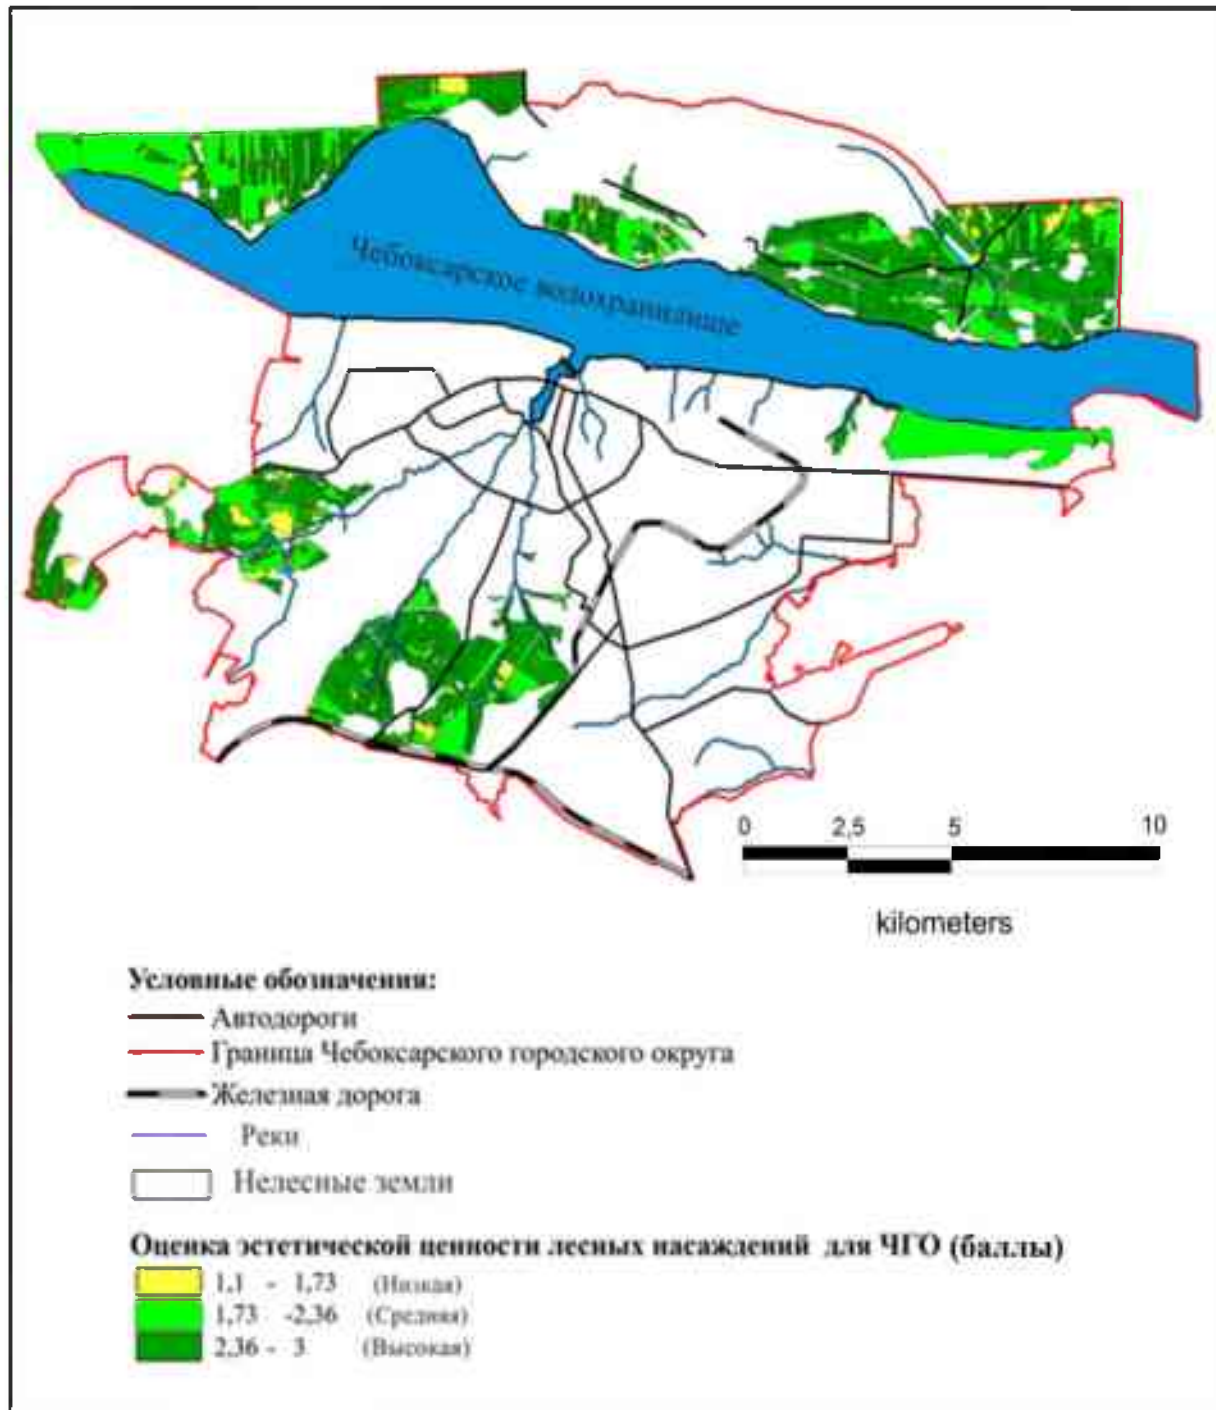 Чебоксарское водохранилище
0 2,5 5 10
kilometers
Условные обозначения:
Автодороги
Граница Чебоксарского городского округа
Железная дорога
Реки
Нелесные земли
Оценка эстетической ценности лесных насаждений для ЧГО (баллы)
1,1 - 1,73 (Низкая)
1,73 -2,36 (Средняя)
2,36 - 3 (Высокая)